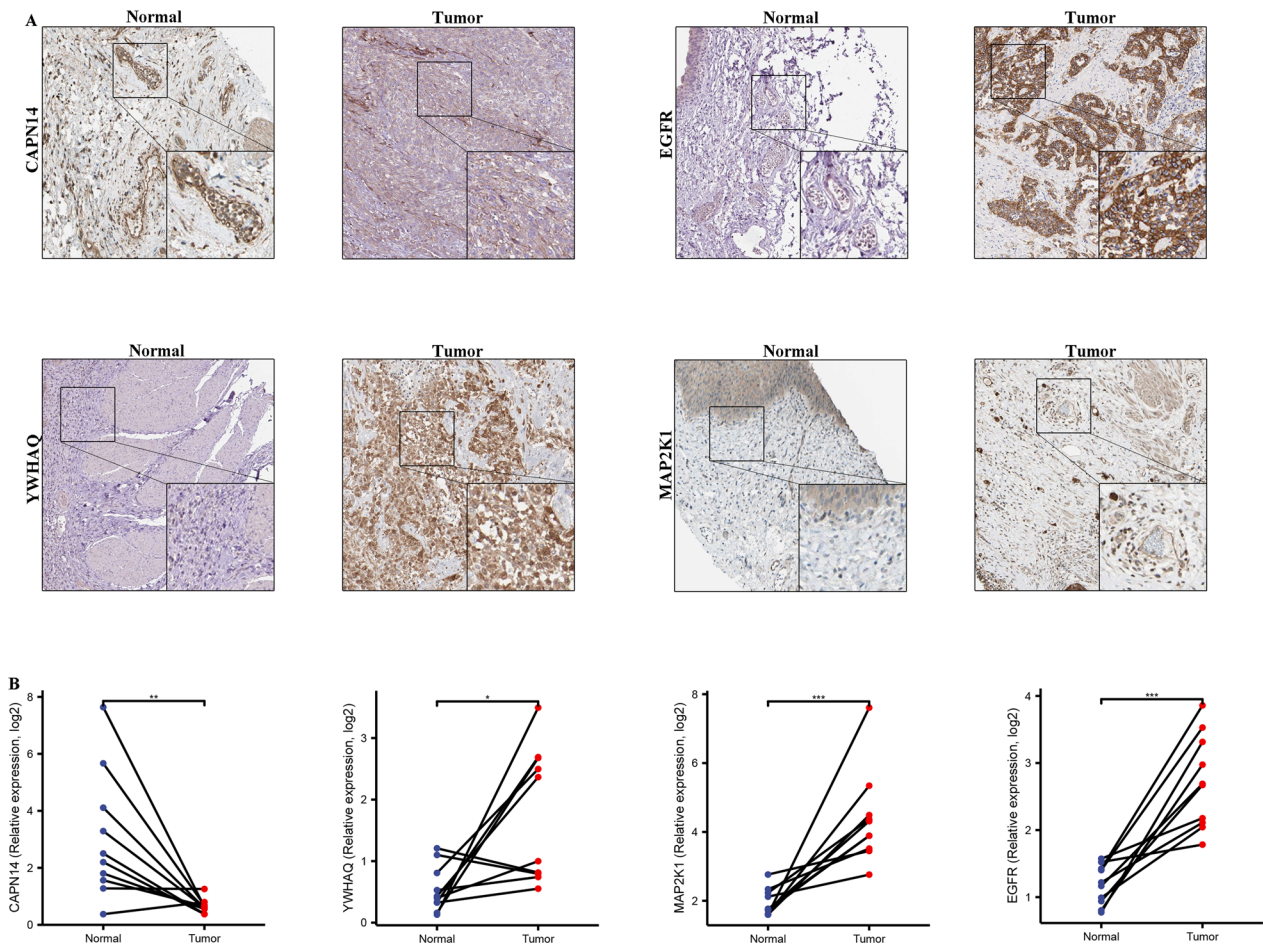 A
Normal
Tumor
Normal
Tumor
CAPN14
EGFR
Normal
Tumor
Normal
Tumor
YWHAQ
MAP2K1
B
CAPN14 (Relative expression, log2)
8
6
4
2
0
**
Normal
Tumor
YWHAQ (Relative expression, log2)
3
2
1
0
*
Normal
Tumor
MAP2K1 (Relative expression, log2)
8
6
4
2
***
Normal
Tumor
EGFR (Relative expression, log2)
4
3
2
1
***
Normal
Tumor